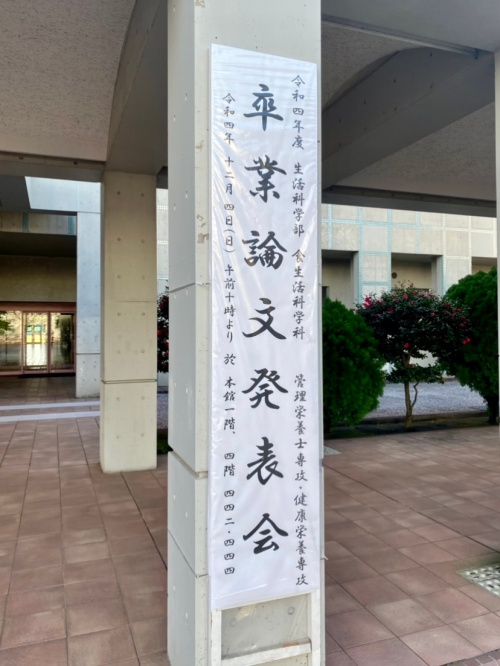 令和四年度 生活科学部 食生活科学科 管理栄養士専攻・健康栄養専攻
卒業論文発表会
令和四年 十二月 四日(日) 午前十時より 於 本館一階、四階 四四二・四四四